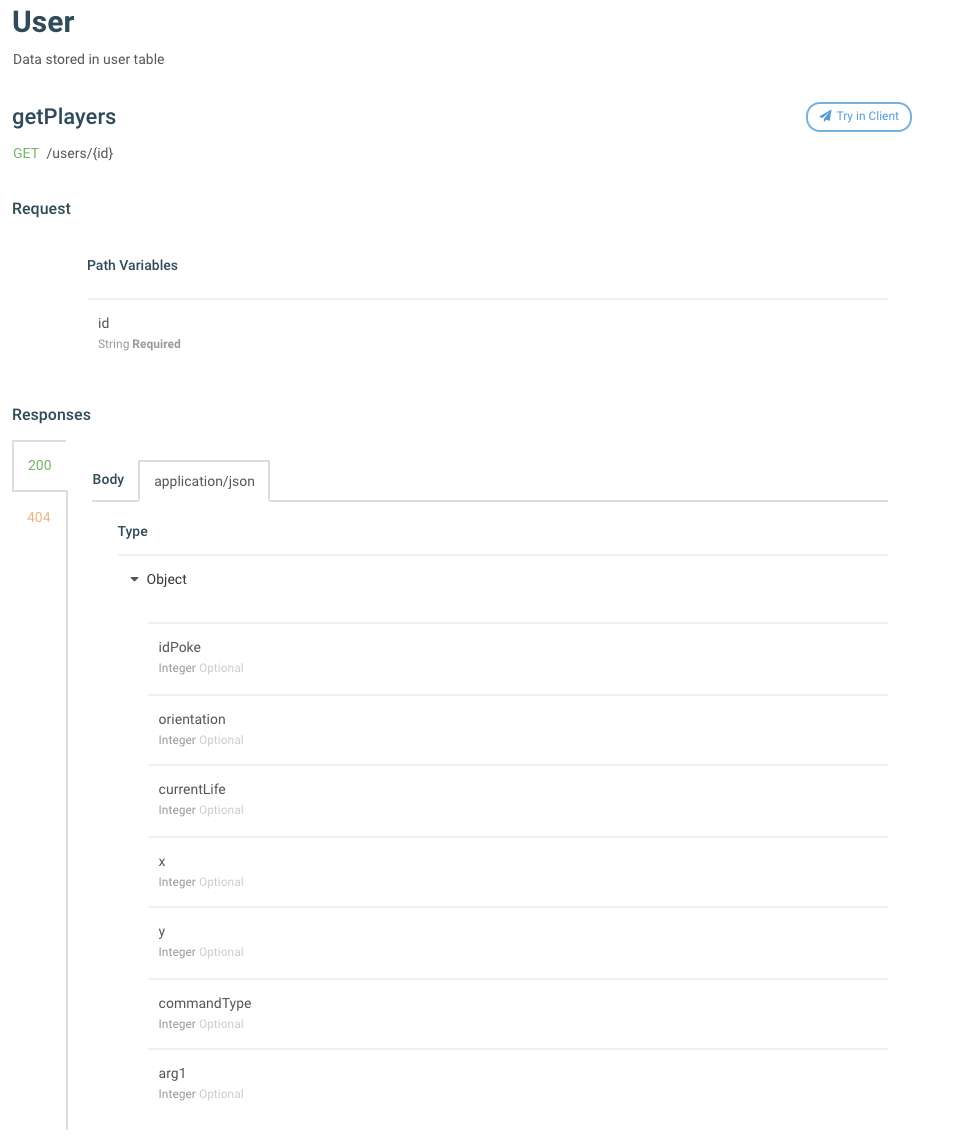 User
Data stored in user table
getPlayers
Try in Client
GET /users/{id}
Request
Path Variables
id
String Required
Responses
200
404
Body
application/json
Type
Object
idPoke
Integer Optional
orientation
Integer Optional
currentLife
Integer Optional
x
Integer Optional
y
Integer Optional
commandType
Integer Optional
arg1
Integer Optional